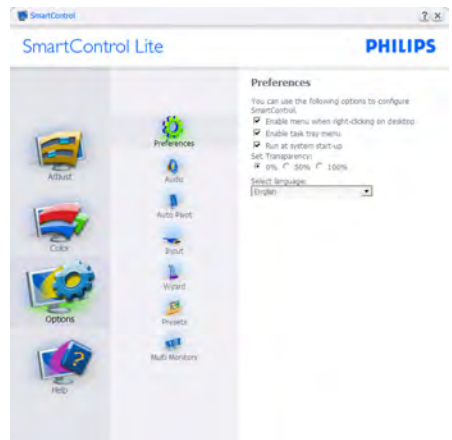 SmartControl
? x
SmartControl Lite
PHILIPS
Preferences
You can use the following options to configure
SmartControl.
Enable menu when right-clicking on desktop
Enable task tray menu
Run at system start-up
Set Transparency:
0% 50% 100%
Select language:
English
Adjust
Color
Options
Help
Preferences
Audio
Auto Pivot
Input
Wizard
Presets
Multi Monitors